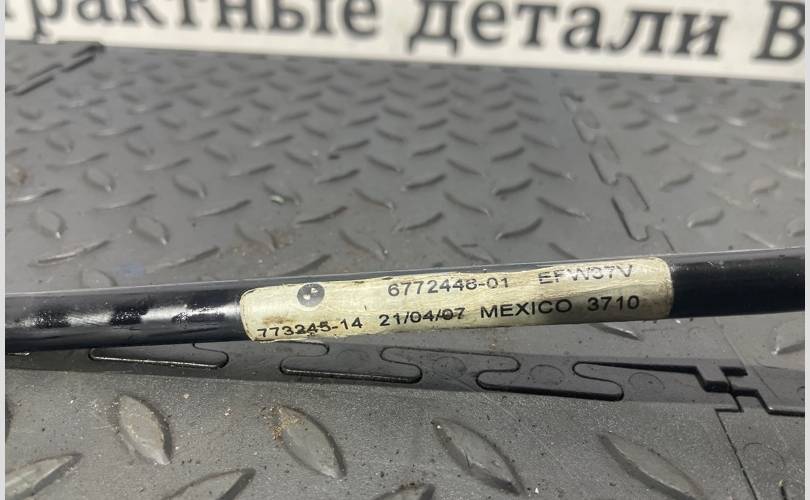 рактные детали В
6772448-01 EFW37V
773245-14 21/04/07 MEXICO 3710